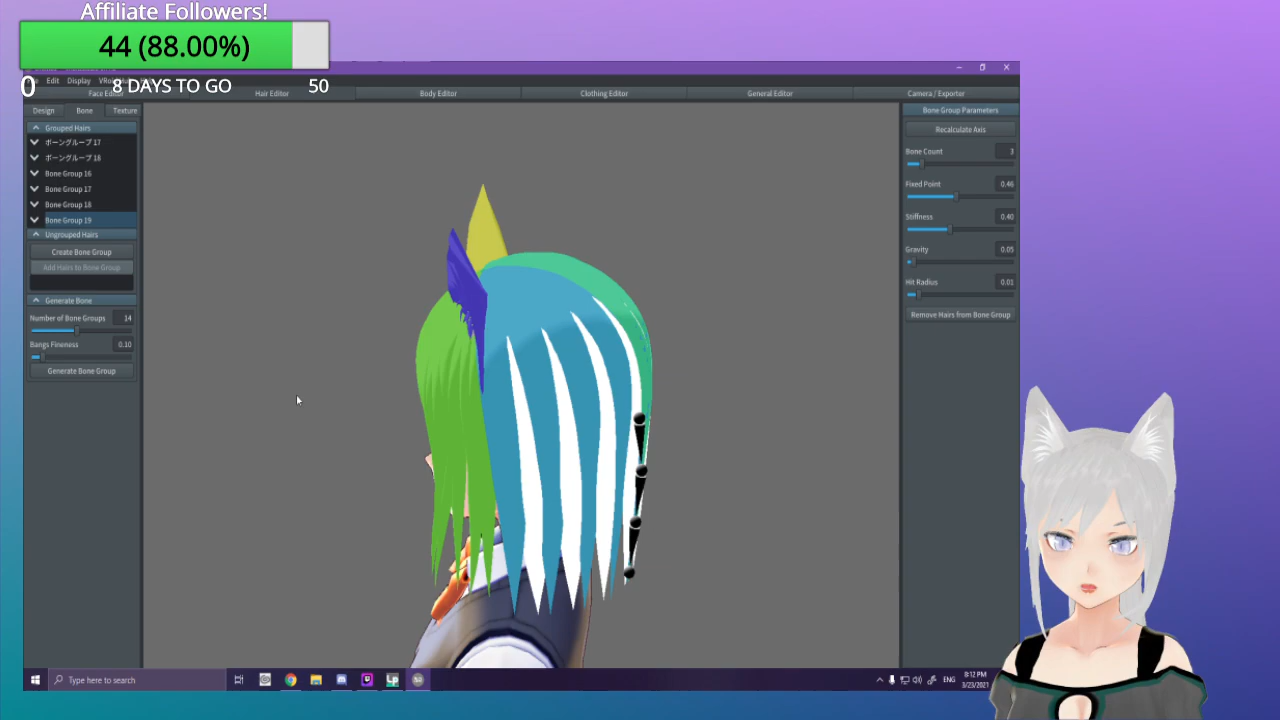 Affiliate Followers!
44 (88.00%)
0
8 DAYS TO GO
50
Edit
Display
Face Editor
Hair Editor
Body Editor
Clothing Editor
General Editor
Camera / Exporter
Design
Bone
Texture
Grouped Hairs
ボーングループ 17
ボーングループ 18
Bone Group 16
Bone Group 17
Bone Group 18
Bone Group 19
Ungrouped Hairs
Create Bone Group
Add Hairs to Bone Group
Generate Bone
Number of Bone Groups 14
Bangs Fineness 0.10
Generate Bone Group
Bone Group Parameters
Recalculate Axis
Bone Count 3
Fixed Point 0.46
Stiffness 0.40
Gravity 0.05
Hit Radius 0.01
Remove Hairs from Bone Group
Type here to search
ENG
8:12 PM
3/23/2021